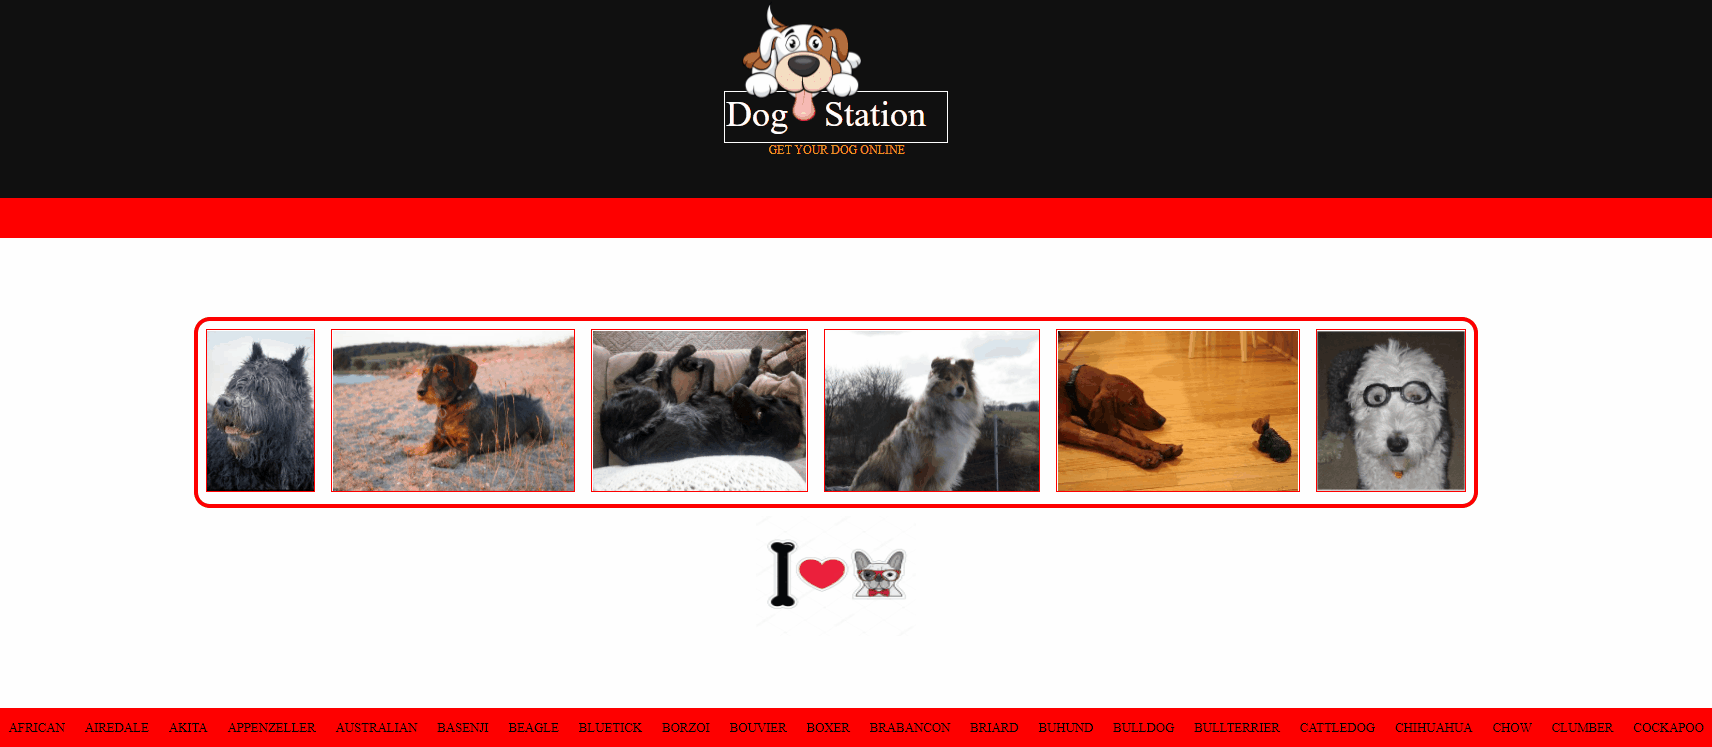 Dog Station
GET YOUR DOG ONLINE
I
AFRICAN AIREDALE AKITA APPENZELLER AUSTRALIAN BASENJI BEAGLE BLUETICK BORZOI BOUVIER BOXER BRABANCON BRIARD BUHUND BULLDOG BULLTERRIER CATTLEDOG CHIHUAHUA CHOW CLUMBER COCKAPOO